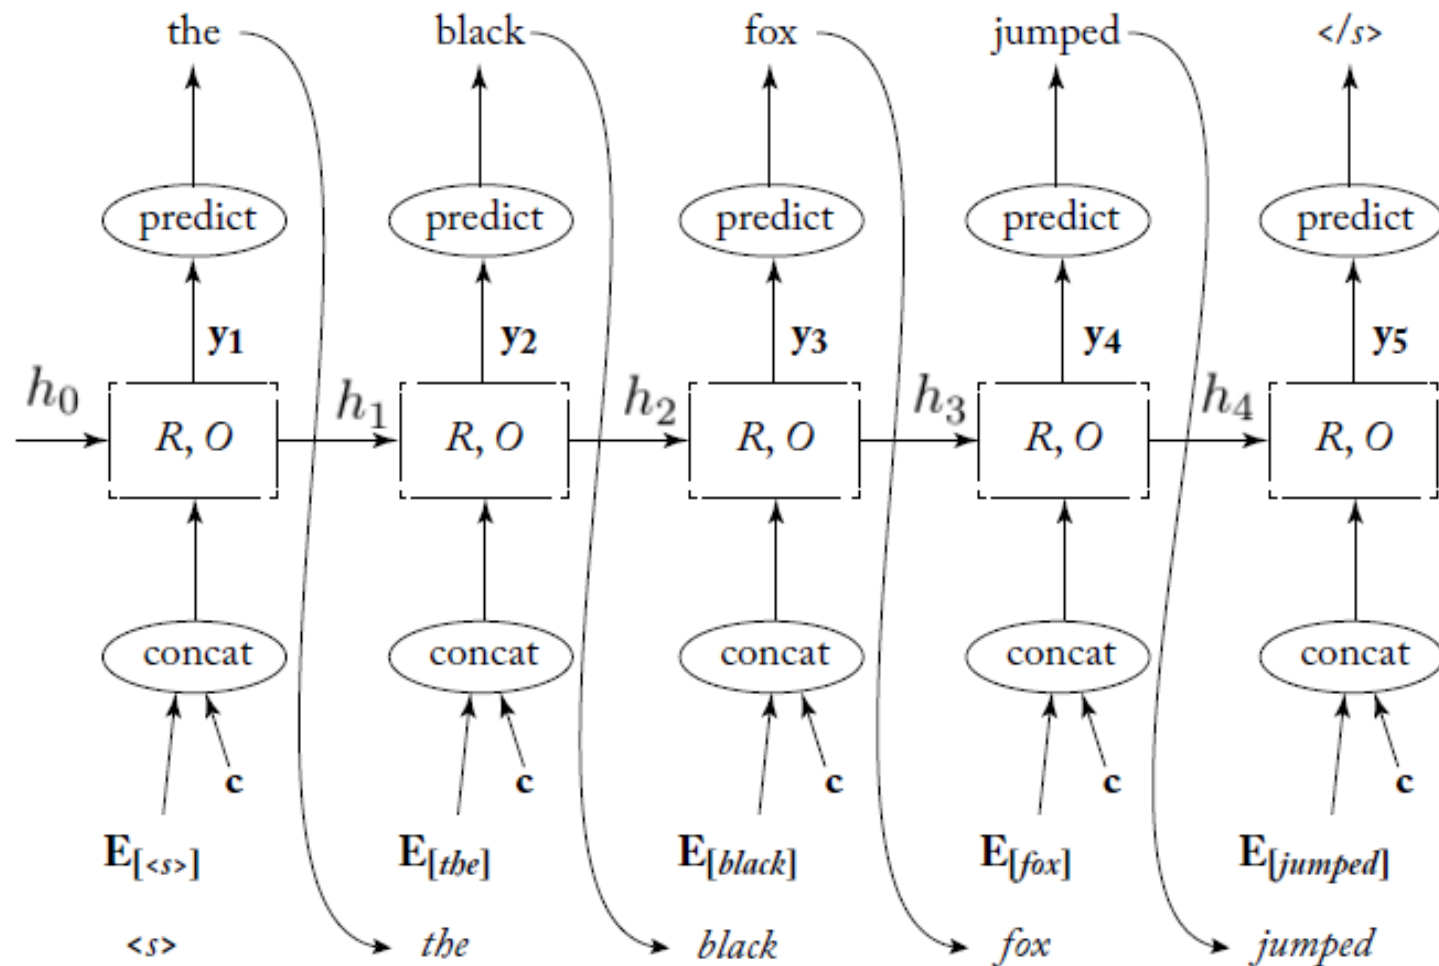 the black fox jumped </s>
predict predict predict predict predict
y1 y2 y3 y4 y5
h0 h1 h2 h3 h4
R, O R, O R, O R, O R, O
concat concat concat concat concat
c c c c c
E[<s>] E[the] E[black] E[fox] E[jumped]
<s> the black fox jumped